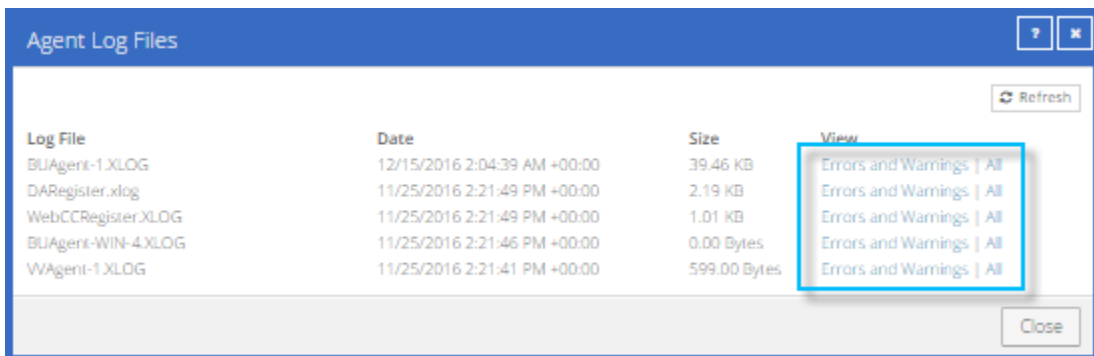 Agent Log Files
? ×
Refresh
Log File Date Size View
BUAgent-1.XLOG 12/15/2016 2:04:39 AM +00:00 39.46 KB Errors and Warnings | All
DARegister.xlog 11/25/2016 2:21:49 PM +00:00 2.19 KB Errors and Warnings | All
WebCCRegister.XLOG 11/25/2016 2:21:49 PM +00:00 1.01 KB Errors and Warnings | All
BUAgent-WIN-4.XLOG 11/25/2016 2:21:46 PM +00:00 0.00 Bytes Errors and Warnings | All
VVAgent-1.XLOG 11/25/2016 2:21:41 PM +00:00 599.00 Bytes Errors and Warnings | All
Close